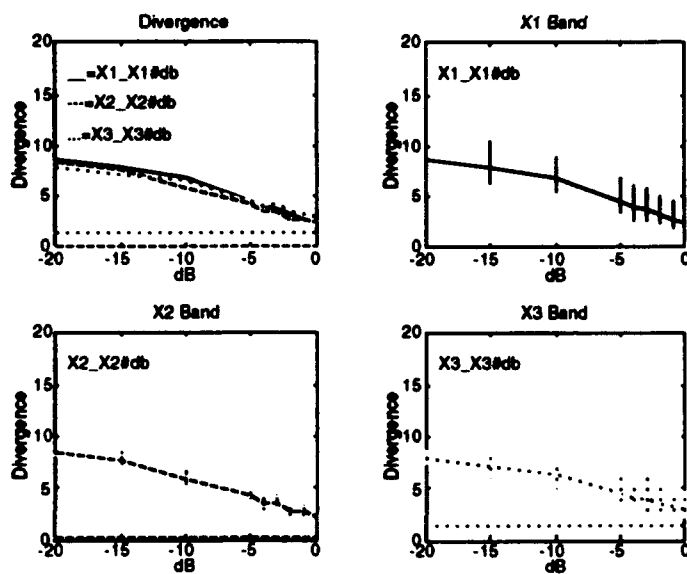 Divergence
20
15
10
5
0
Divergence
__=X1_X1#db
---=X2_X2#db
...=X3_X3#db
-20 -15 -10 -5 0
dB
X1 Band
20
15
10
5
0
Divergence
X1_X1#db
-20 -15 -10 -5 0
dB
X2 Band
20
15
10
5
0
Divergence
X2_X2#db
-20 -15 -10 -5 0
dB
X3 Band
20
15
10
5
0
Divergence
X3_X3#db
-20 -15 -10 -5 0
dB